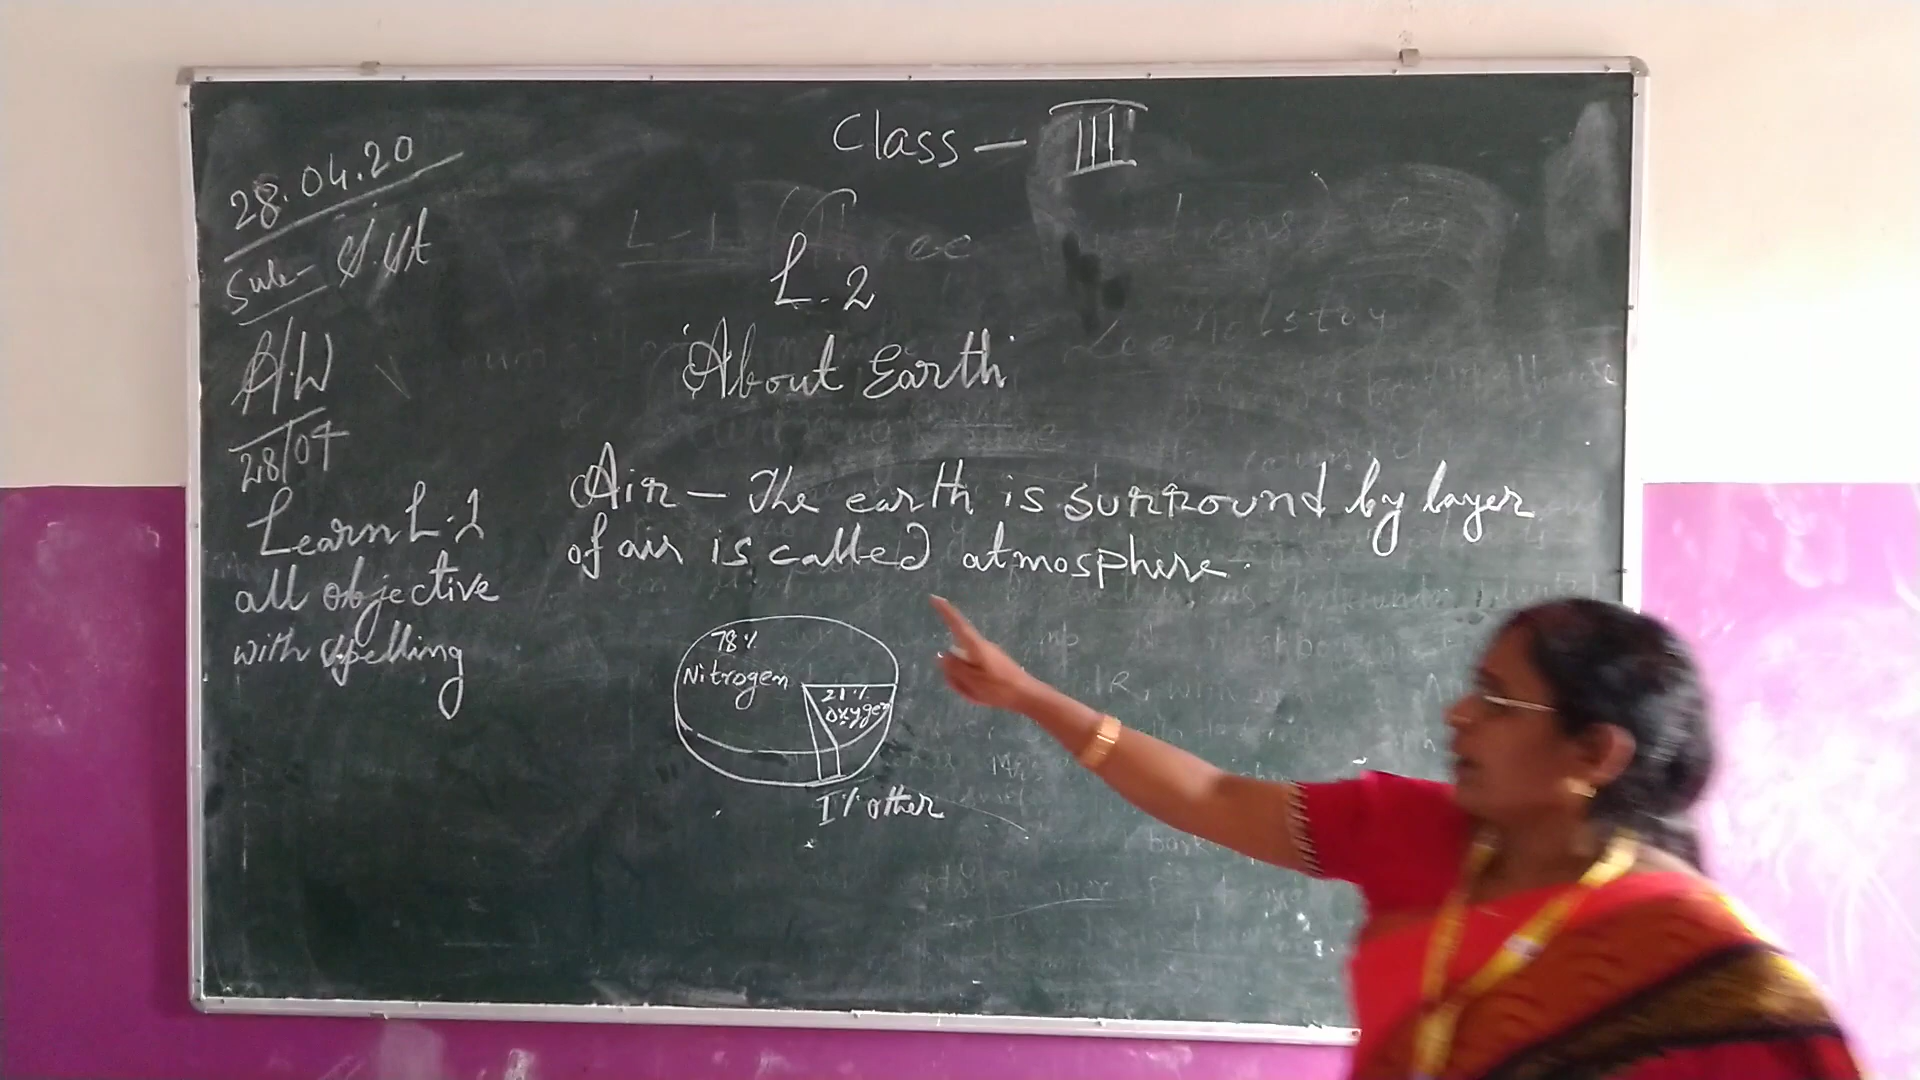 Class - III
28.04.20
Sub - S.St
L.2
"About Earth"
H.W
28/04
Learn L.1
all objective
with spelling
Air - The earth is surround by layer
of air is called atmosphere.
78%
Nitrogen
21%
oxygen
1% other